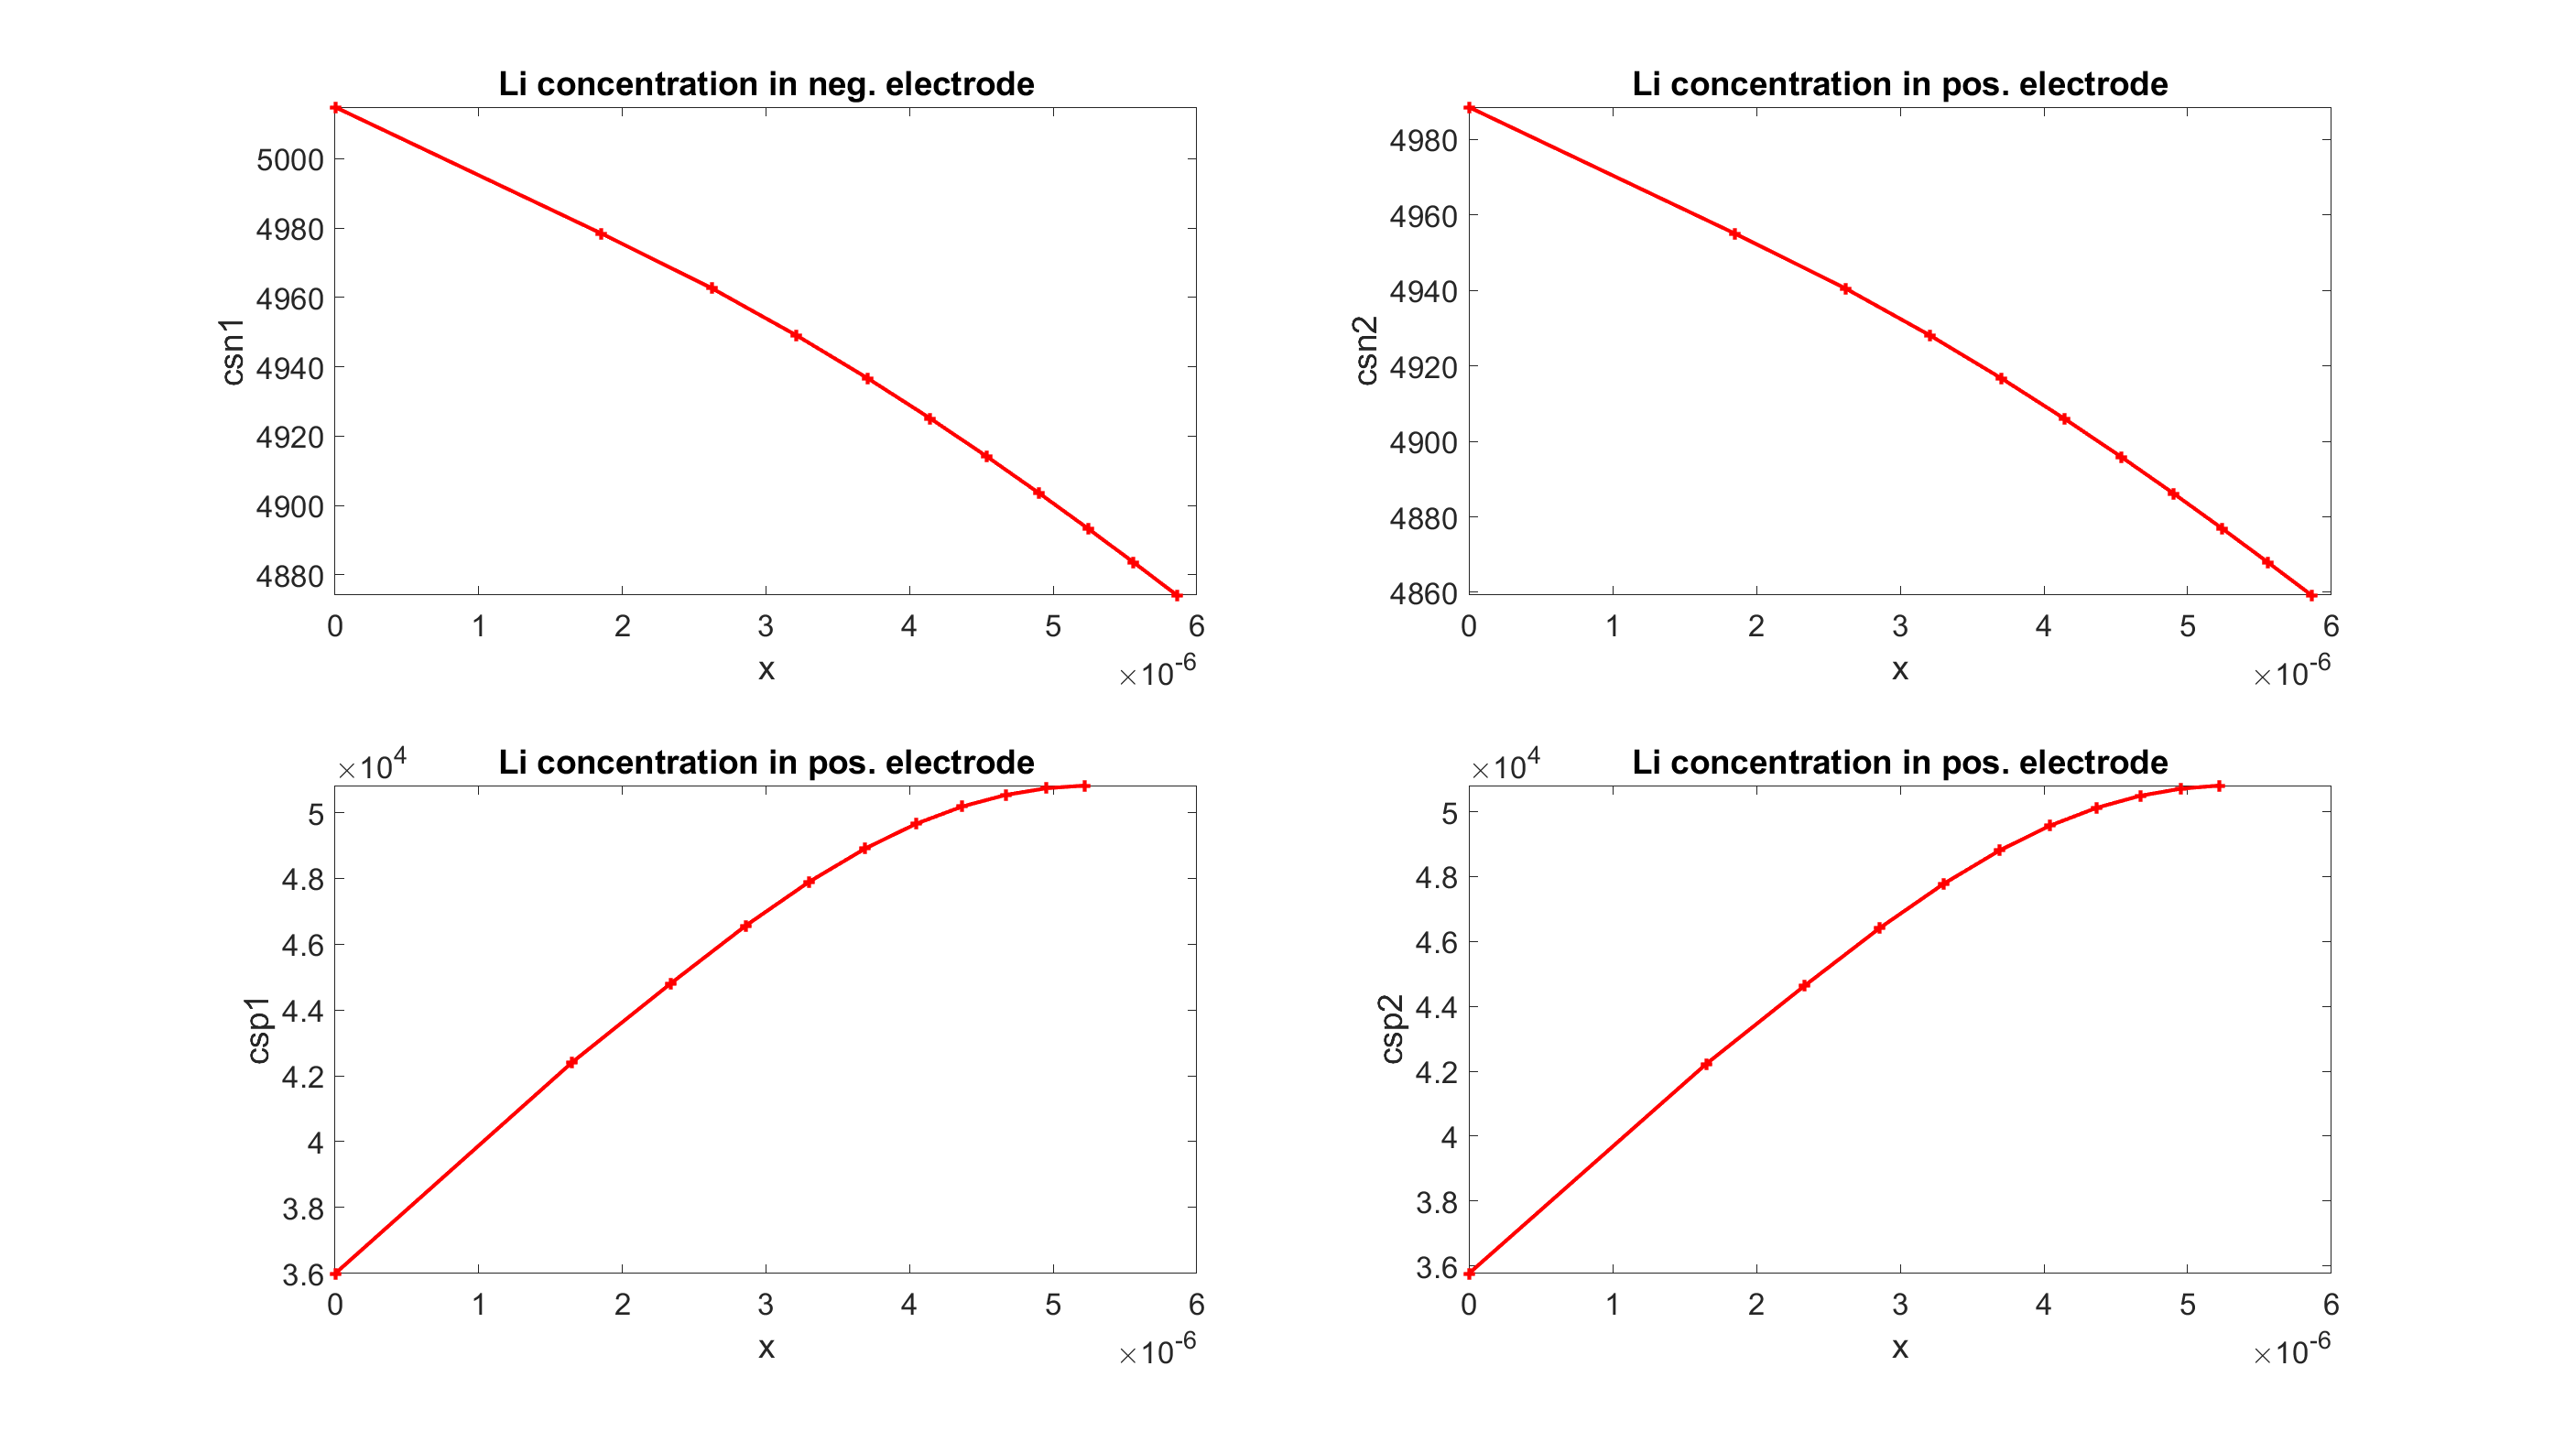 Li concentration in neg. electrode
csn1
5000
4980
4960
4940
4920
4900
4880
0 1 2 3 4 5 6
x
×10-6
Li concentration in pos. electrode
csn2
4980
4960
4940
4920
4900
4880
4860
0 1 2 3 4 5 6
x
×10-6
Li concentration in pos. electrode
×104
csp1
5
4.8
4.6
4.4
4.2
4
3.8
3.6
0 1 2 3 4 5 6
x
×10-6
Li concentration in pos. electrode
×104
csp2
5
4.8
4.6
4.4
4.2
4
3.8
3.6
0 1 2 3 4 5 6
x
×10-6